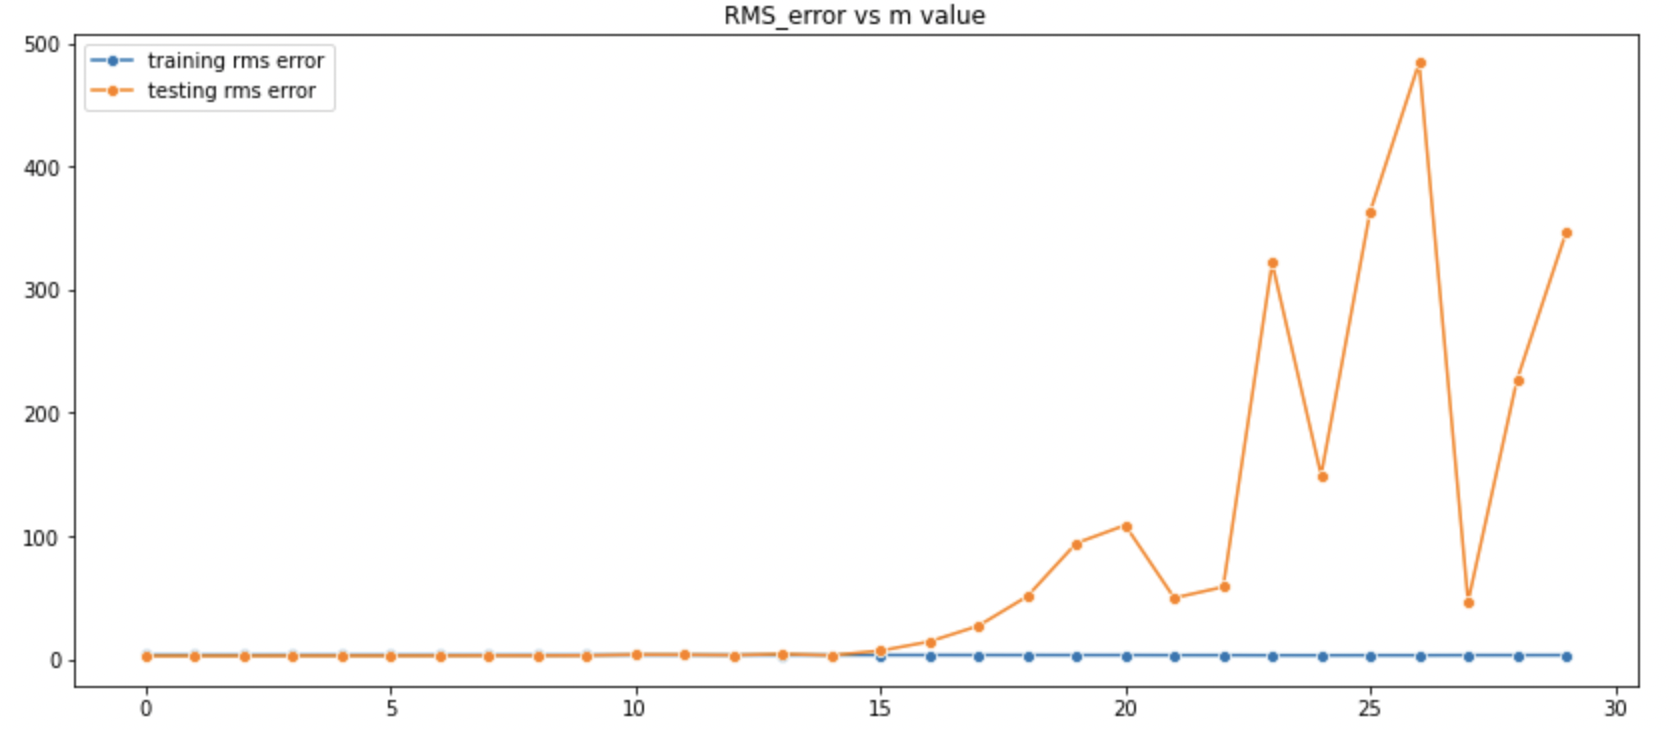 RMS_error vs m value
training rms error
testing rms error
500
400
300
200
100
0
0 5 10 15 20 25 30